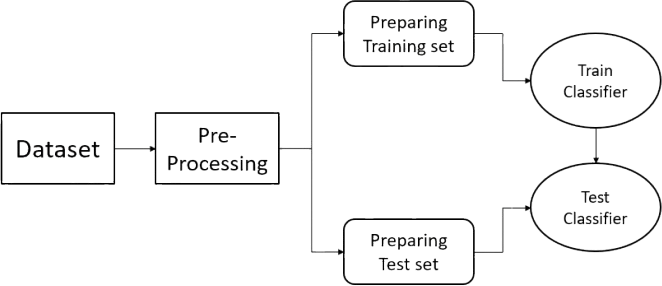 Dataset
Pre-
Processing
Preparing
Training set
Train
Classifier
Preparing
Test set
Test
Classifier